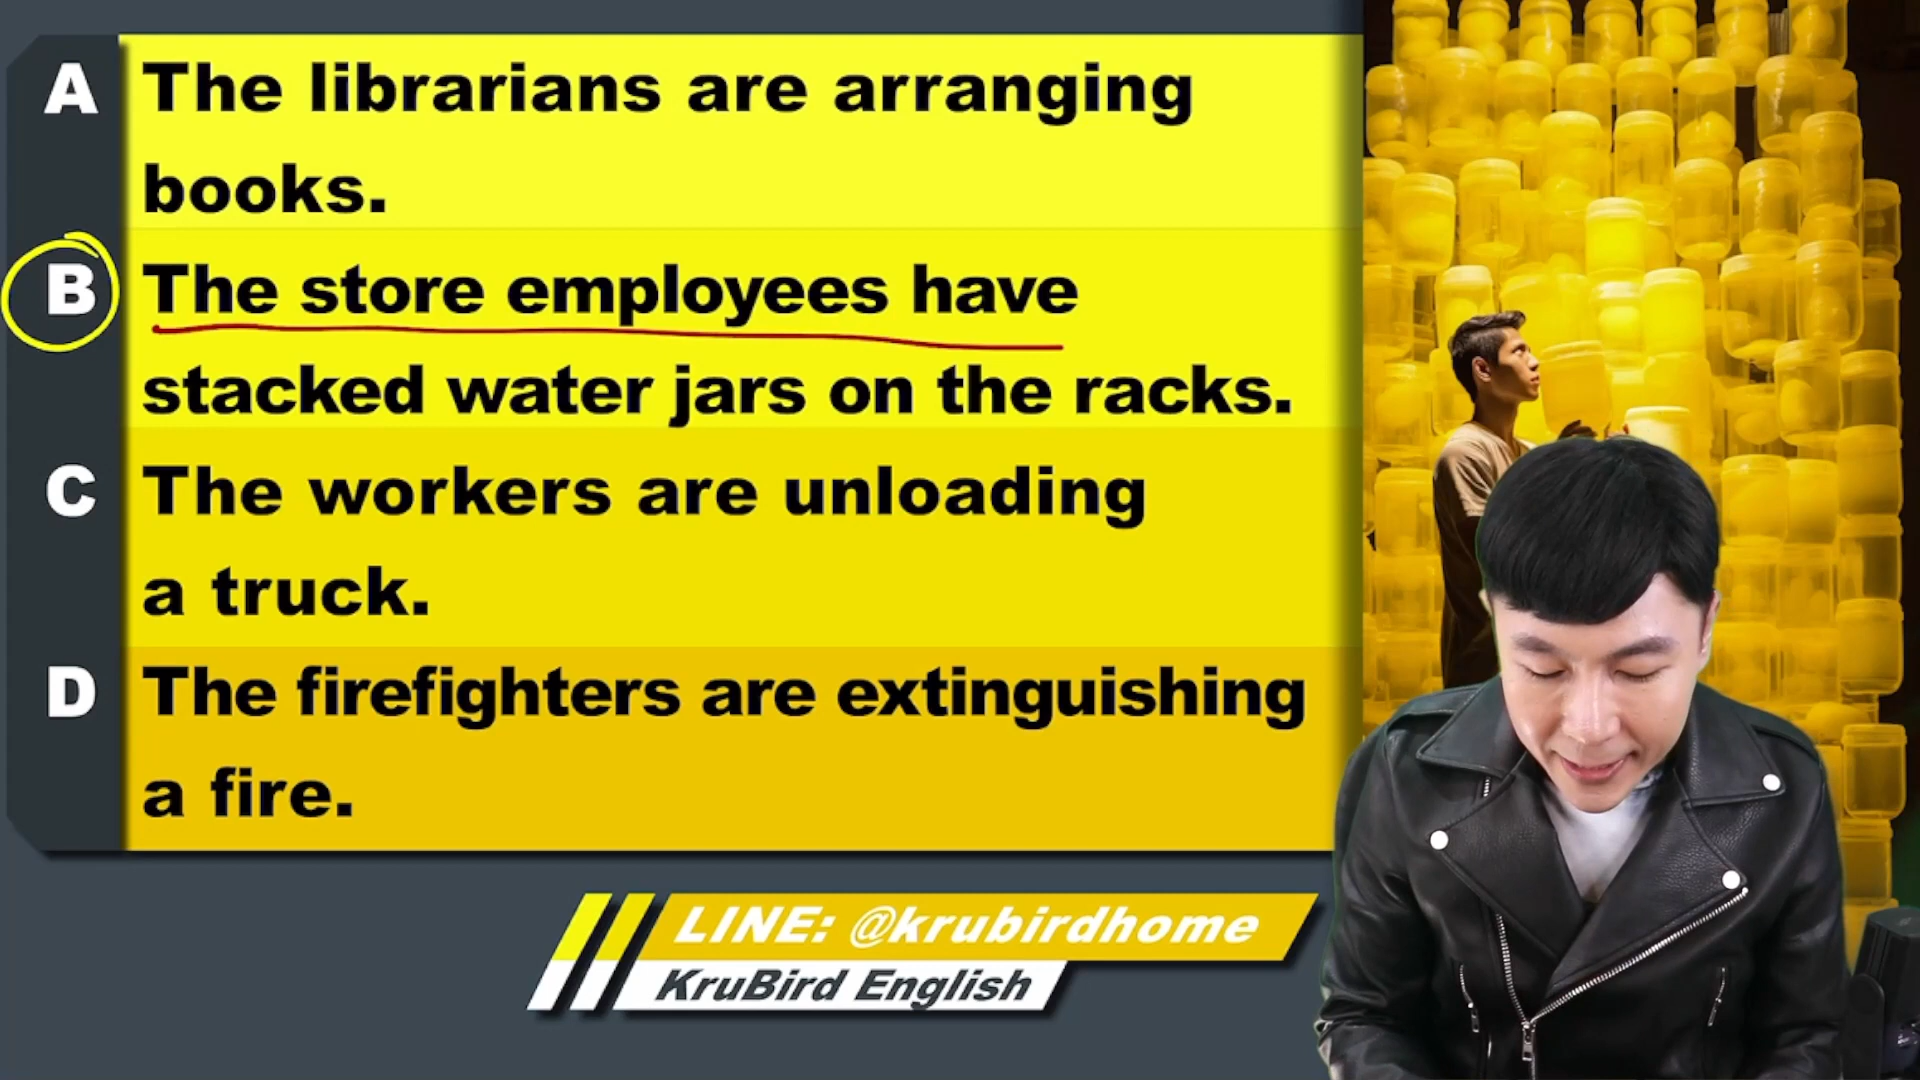 A The librarians are arranging
books.
B The store employees have
stacked water jars on the racks.
C The workers are unloading
a truck.
D The firefighters are extinguishing
a fire.
LINE: @krubirdhome
KruBird English